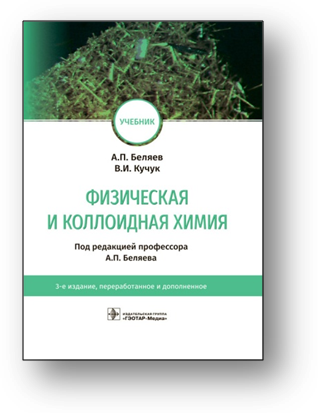 УЧЕБНИК
А.П. Беляев
В.И. Кучук
ФИЗИЧЕСКАЯ
И КОЛЛОИДНАЯ ХИМИЯ
Под редакцией профессора
А.П. Беляева
3-е издание, переработанное и дополненное
ИЗДАТЕЛЬСКАЯ ГРУППА
«ГЭОТАР-Медиа»